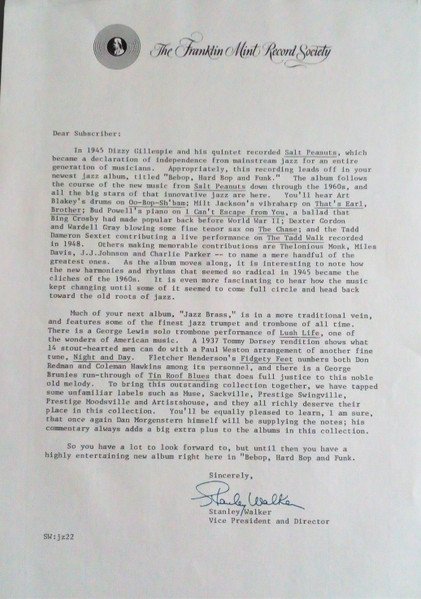 The Franklin Mint Record Society
Dear Subscriber:
In 1945 Dizzy Gillespie and his quintet recorded Salt Peanuts, which
became a declaration of independence from mainstream jazz for an entire
generation of musicians. Appropriately, this recording leads off in your
newest jazz album, titled "Bebop, Hard Bop and Funk." The album follows
the course of the new music from Salt Peanuts down through the 1960s, and
all the big stars of that innovative jazz are here. You'll hear Art
Blakey's drums on Oo-Bop-Sh'bam; Milt Jackson's vibraharp on That's Earl,
Brother; Bud Powell's piano on I Can't Escape from You, a ballad that
Bing Crosby had made popular back before World War II; Dexter Gordon
and Wardell Gray blowing some fine tenor sax on The Chase; and the Tadd
Dameron Sextet contributing a live performance on The Tadd Walk recorded
in 1948. Others making memorable contributions are Thelonious Monk, Miles
Davis, J.J.Johnson and Charlie Parker -- to name a mere handful of the
greatest ones. As the album moves along, it is interesting to note how
the new harmonies and rhythms that seemed so radical in 1945 became the
cliches of the 1960s. It is even more fascinating to hear how the music
kept changing until some of it seemed to come full circle and head back
toward the old roots of jazz.
Much of your next album, "Jazz Brass," is in a more traditional vein,
and features some of the finest jazz trumpet and trombone of all time.
There is a George Lewis solo trombone performance of Lush Life, one of
the wonders of American music. A 1937 Tommy Dorsey rendition shows what
14 stout-hearted men can do with a Paul Weston arrangement of another fine
tune, Night and Day. Fletcher Henderson's Fidgety Feet numbers both Don
Redman and Coleman Hawkins among its personnel, and there is a George
Brunies run-through of Tin Roof Blues that does full justice to this noble
old melody. To bring this outstanding collection together, we have tapped
some unfamiliar labels such as Muse, Sackville, Prestige Swingville,
Prestige Moodsville and Artistshouse, and they all richly deserve their
place in this collection. You'll be equally pleased to learn, I am sure,
that once again Dan Morgenstern himself will be supplying the notes; his
commentary always adds a big extra plus to the albums in this collection.
So you have a lot to look forward to, but until then you have a
highly entertaining new album right here in "Bebop, Hard Bop and Funk.
Sincerely,
Stanley Walker
Stanley Walker
Vice President and Director
SW:jz22